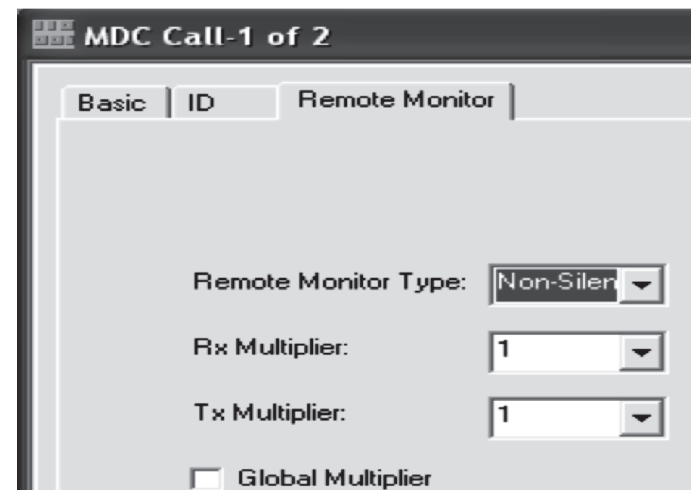 MDC Call-1 of 2
Basic ID Remote Monitor
Remote Monitor Type: Non-Silen
Rx Multiplier: 1
Tx Multiplier: 1
Global Multiplier